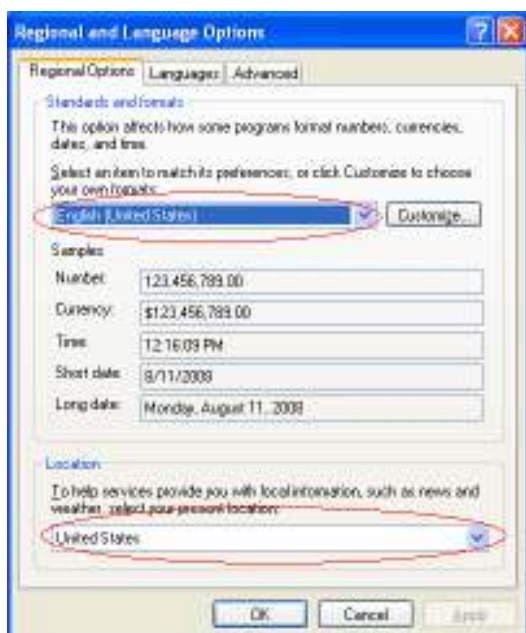 Regional and Language Options
Regional Options Languages Advanced
Standards and formats
This option affects how some programs format numbers, currencies,
dates, and time.
Select an item to match its preferences, or click Customize to choose
your own formats:
English (United States)
Customize...
Samples
Number: 123,456,789.00
Currency: $123,456,789.00
Time: 12:16:09 PM
Short date: 8/11/2008
Long date: Monday, August 11, 2008
Location
To help services provide you with local information, such as news and
weather, select your present location:
United States
OK Cancel Apply